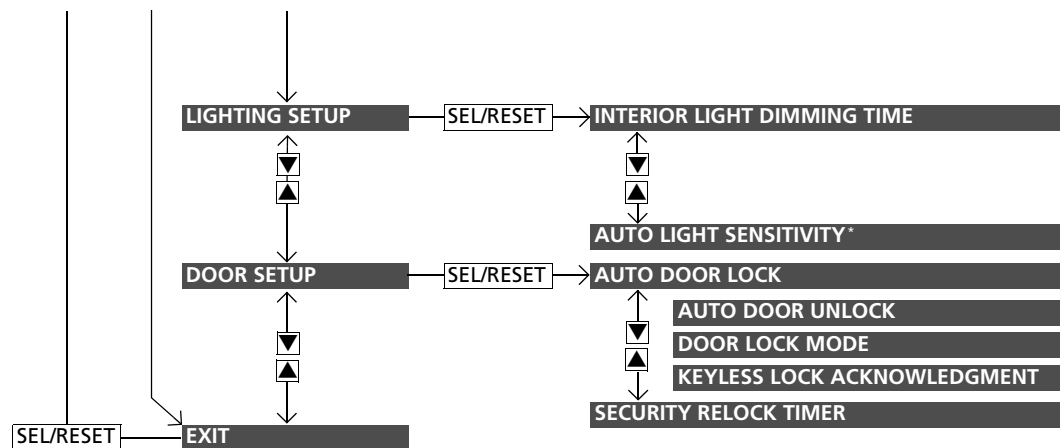 LIGHTING SETUP SEL/RESET INTERIOR LIGHT DIMMING TIME
▼
▲
▼
▲
AUTO LIGHT SENSITIVITY*
DOOR SETUP SEL/RESET AUTO DOOR LOCK
AUTO DOOR UNLOCK
▼
▲
▼
▲
DOOR LOCK MODE
KEYLESS LOCK ACKNOWLEDGMENT
SECURITY RELOCK TIMER
SEL/RESET EXIT